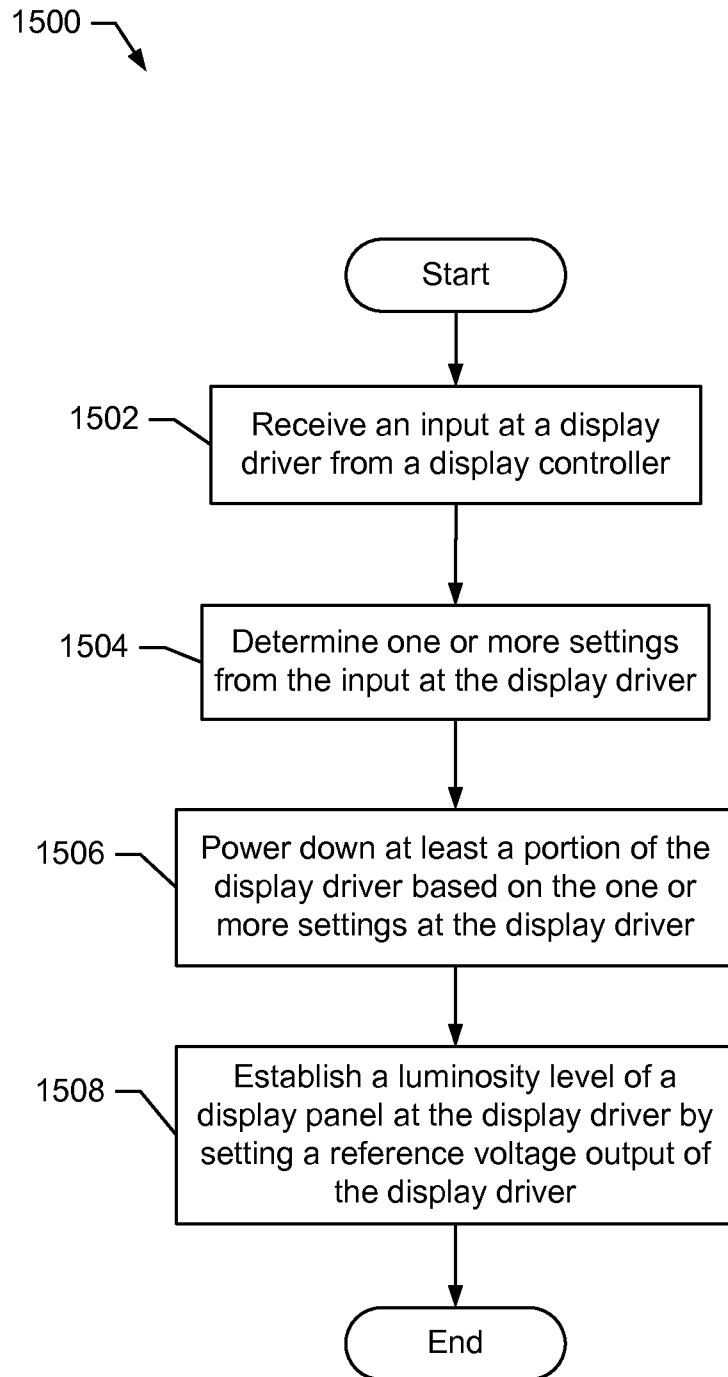 1500
Start
1502
Receive an input at a display
driver from a display controller
1504
Determine one or more settings
from the input at the display driver
1506
Power down at least a portion of the
display driver based on the one or
more settings at the display driver
1508
Establish a luminosity level of a
display panel at the display driver by
setting a reference voltage output of
the display driver
End